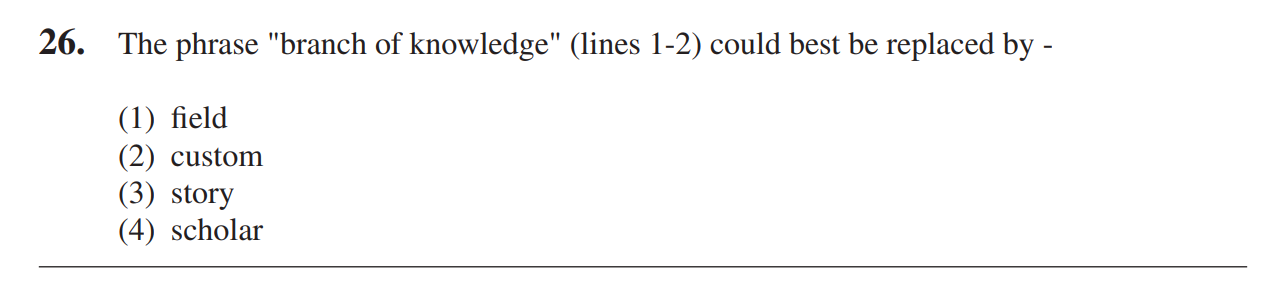 26. The phrase "branch of knowledge" (lines 1-2) could best be replaced by -
(1) field
(2) custom
(3) story
(4) scholar